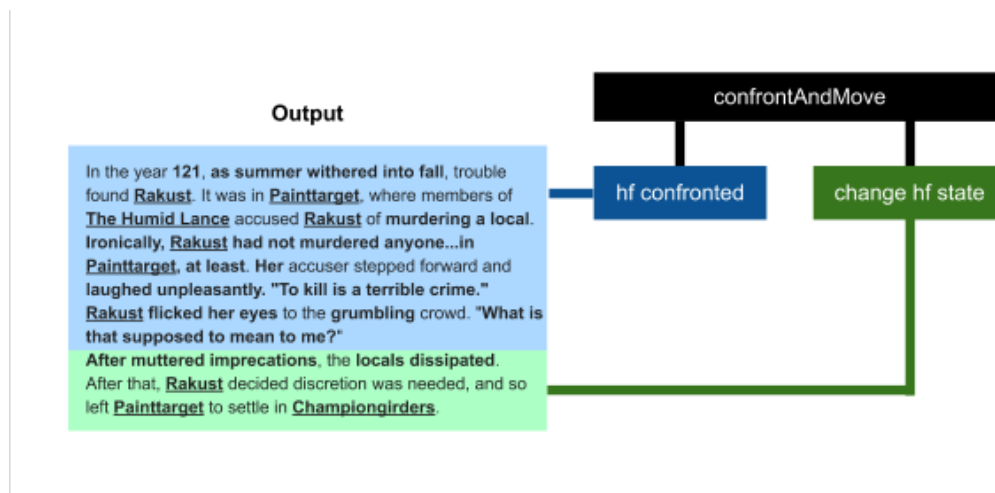 Output
In the year 121, as summer withered into fall, trouble
found Rakust. It was in Painttarget, where members of
The Humid Lance accused Rakust of murdering a local.
Ironically, Rakust had not murdered anyone...in
Painttarget, at least. Her accuser stepped forward and
laughed unpleasantly. "To kill is a terrible crime."
Rakust flicked her eyes to the grumbling crowd. "What is
that supposed to mean to me?"
After muttered imprecations, the locals dissipated.
After that, Rakust decided discretion was needed, and so
left Painttarget to settle in Championgirders.
confrontAndMove
hf confronted
change hf state